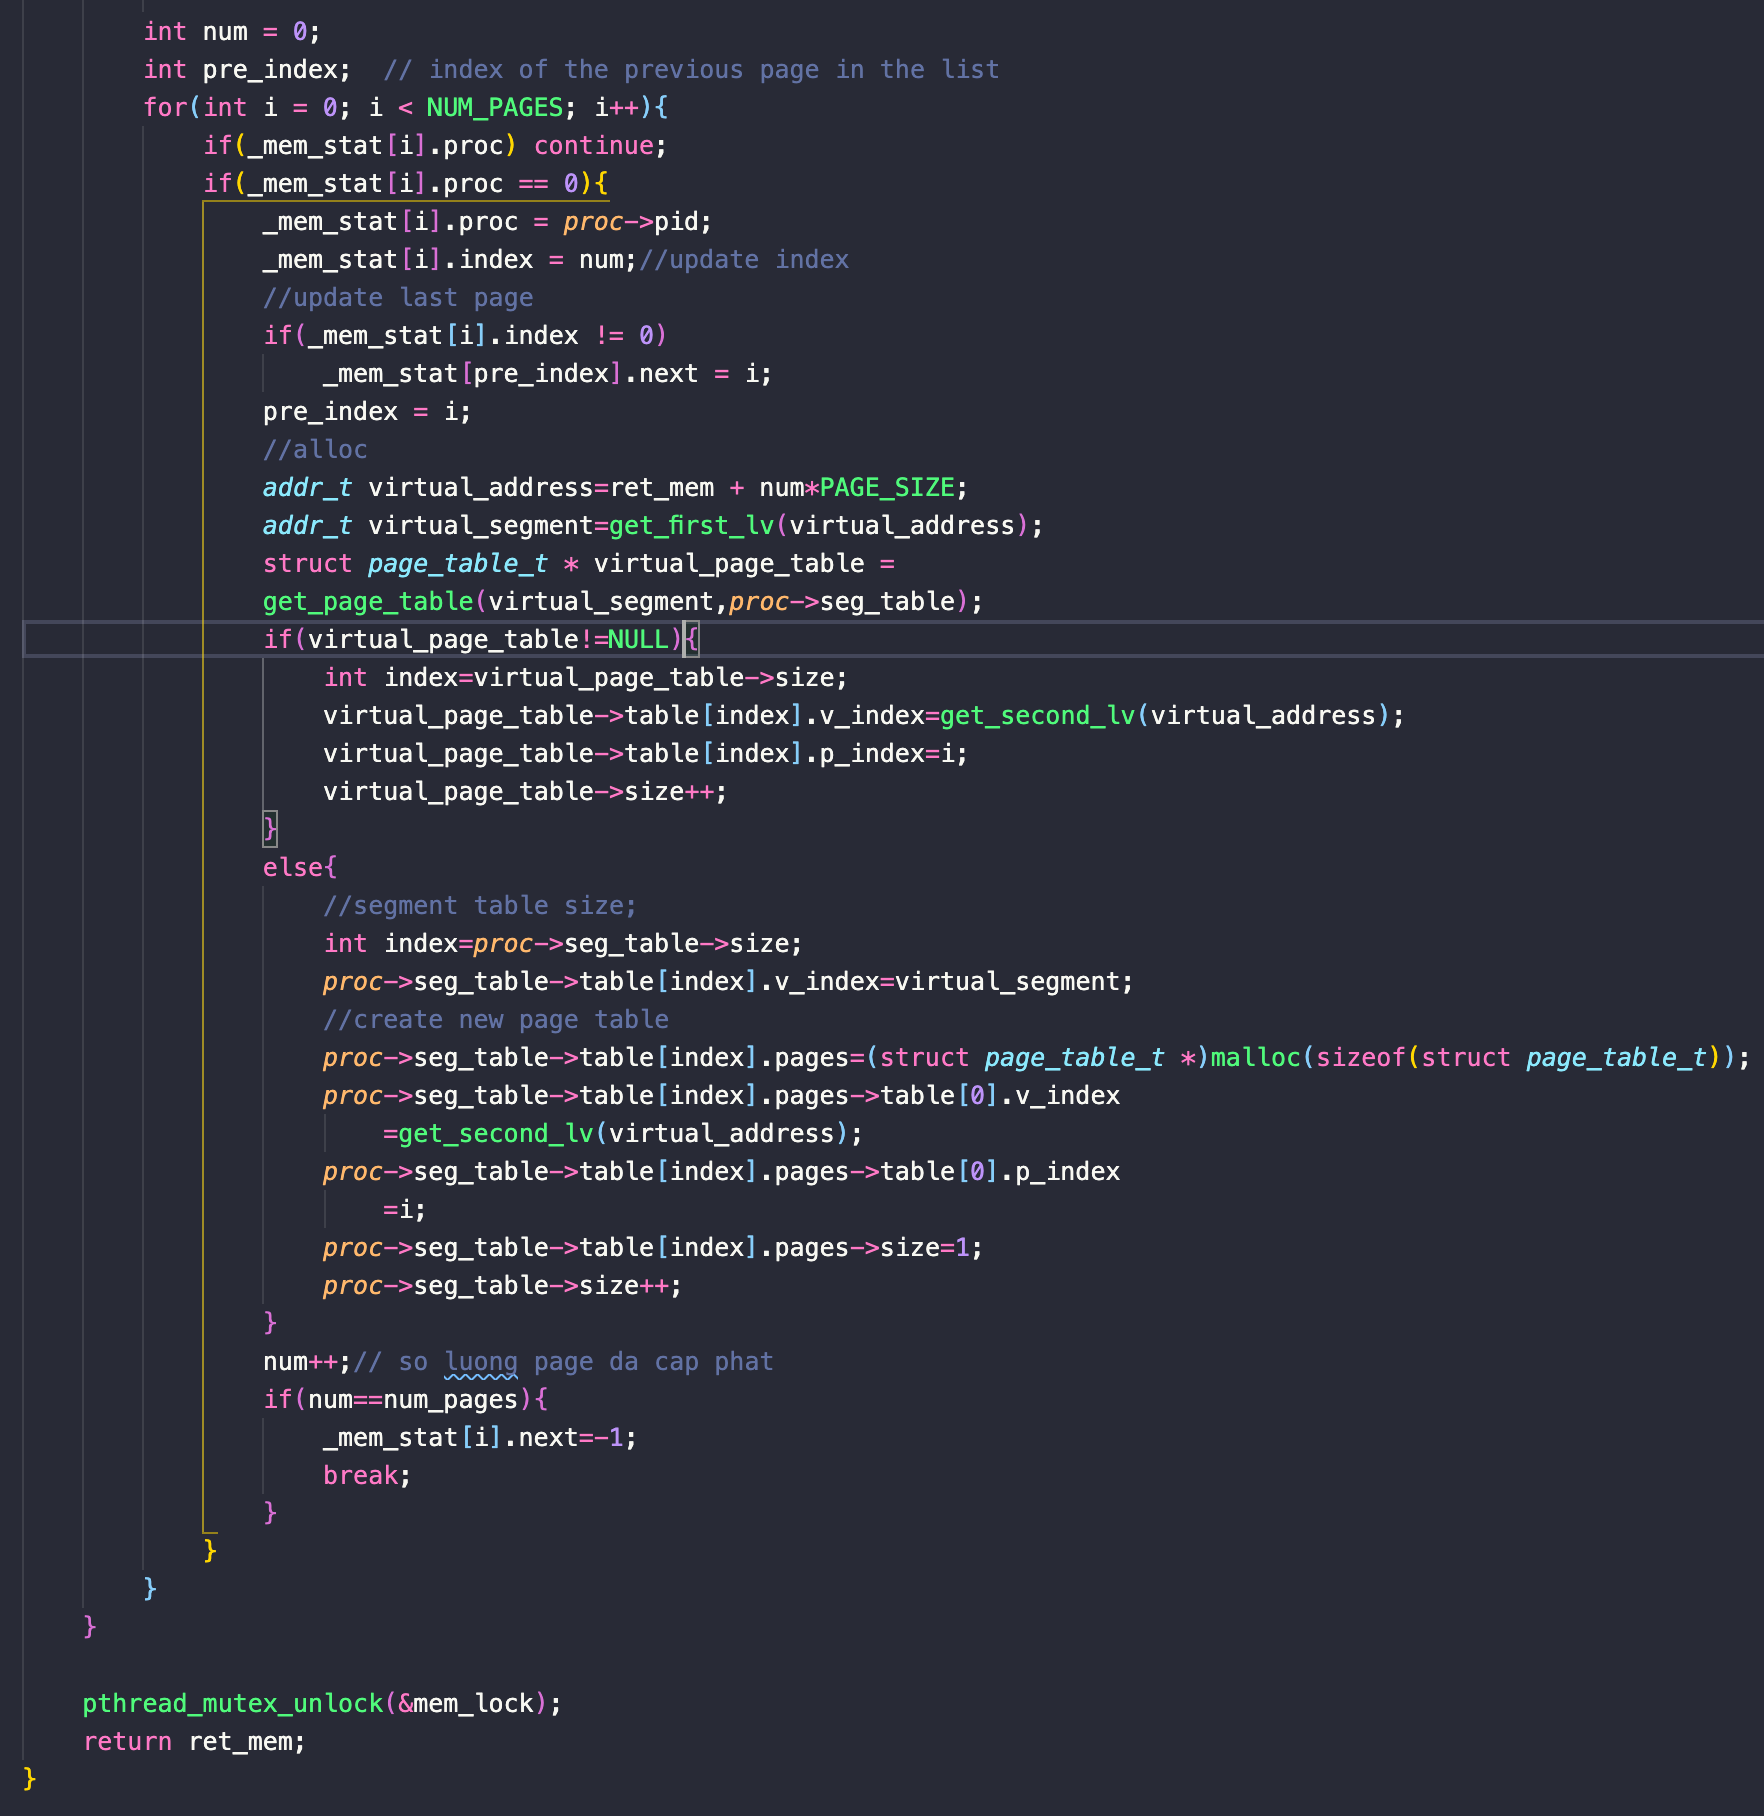 int num = 0;
int pre_index;  // index of the previous page in the list
for(int i = 0; i < NUM_PAGES; i++){
if(_mem_stat[i].proc) continue;
if(_mem_stat[i].proc == 0){
_mem_stat[i].proc = proc->pid;
_mem_stat[i].index = num;//update index
//update last page
if(_mem_stat[i].index != 0)
_mem_stat[pre_index].next = i;
pre_index = i;
//alloc
addr_t virtual_address=ret_mem + num*PAGE_SIZE;
addr_t virtual_segment=get_first_lv(virtual_address);
struct page_table_t * virtual_page_table =
get_page_table(virtual_segment,proc->seg_table);
if(virtual_page_table!=NULL){
int index=virtual_page_table->size;
virtual_page_table->table[index].v_index=get_second_lv(virtual_address);
virtual_page_table->table[index].p_index=i;
virtual_page_table->size++;
}
else{
//segment table size;
int index=proc->seg_table->size;
proc->seg_table->table[index].v_index=virtual_segment;
//create new page table
proc->seg_table->table[index].pages=(struct page_table_t *)malloc(sizeof(struct page_table_t));
proc->seg_table->table[index].pages->table[0].v_index
=get_second_lv(virtual_address);
proc->seg_table->table[index].pages->table[0].p_index
=i;
proc->seg_table->table[index].pages->size=1;
proc->seg_table->size++;
}
num++;// so luong page da cap phat
if(num==num_pages){
_mem_stat[i].next=-1;
break;
}
}
}
}
pthread_mutex_unlock(&mem_lock);
return ret_mem;
}